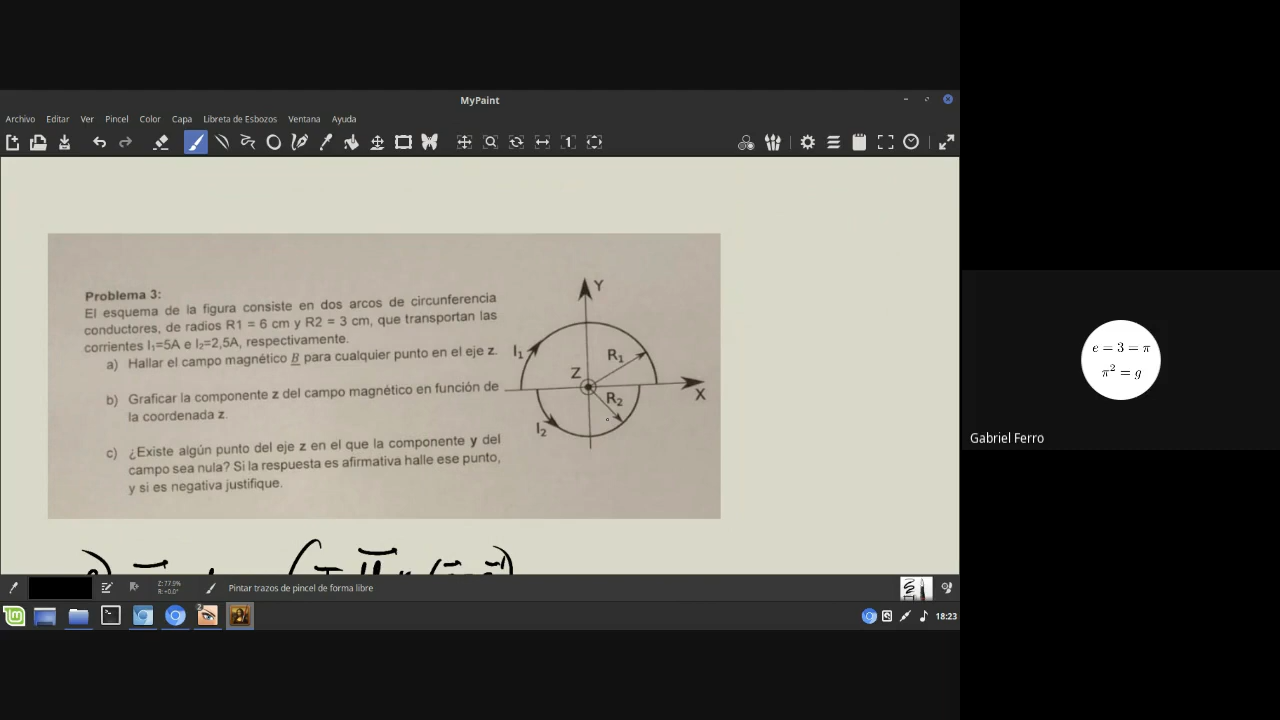 MyPaint
Archivo Editar Ver Pincel Color Capa Libreta de Esbozos Ventana Ayuda
Problema 3:
El esquema de la figura consiste en dos arcos de circunferencia
conductores, de radios R1 = 6 cm y R2 = 3 cm, que transportan las
corrientes I₁=5A e I₂=2,5A, respectivamente.
a) Hallar el campo magnético B para cualquier punto en el eje z.
b) Graficar la componente z del campo magnético en función de
la coordenada z.
c) ¿Existe algún punto del eje z en el que la componente y del
campo sea nula? Si la respuesta es afirmativa halle ese punto,
y si es negativa justifique.
Y
I₁
R₁
Z
X
R₂
I₂
e = 3 = π
π² = g
Gabriel Ferro
Z: 77.3%
R: +0.0°
Pintar trazos de pincel de forma libre
18:23